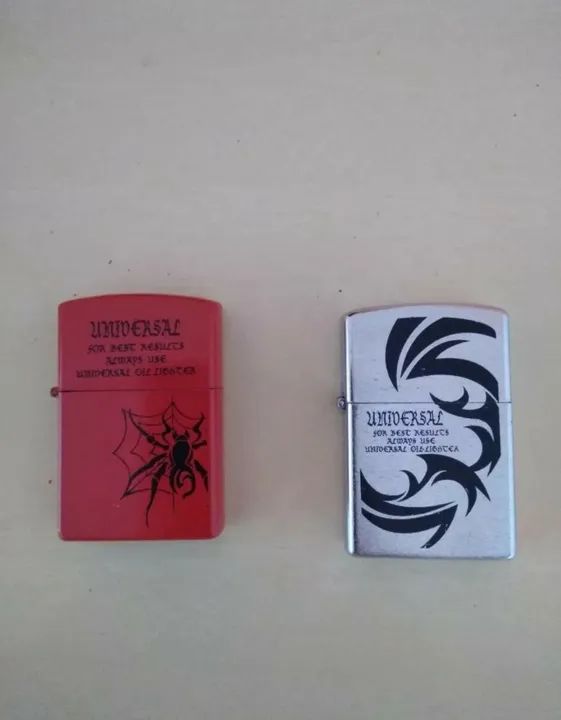 UNIVERSAL
FOR BEST RESULTS
ALWAYS USE
UNIVERSAL OIL LIGHTER
UNIVERSAL
FOR BEST RESULTS
ALWAYS USE
UNIVERSAL OIL LIGHTER